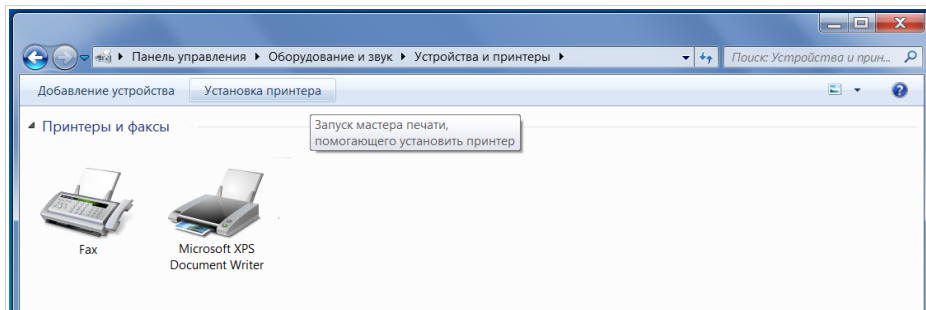 Панель управления ▸ Оборудование и звук ▸ Устройства и принтеры ▸
Поиск: Устройства и прин...
Добавление устройства Установка принтера
Принтеры и факсы
Запуск мастера печати,
помогающего установить принтер
Fax
Microsoft XPS
Document Writer